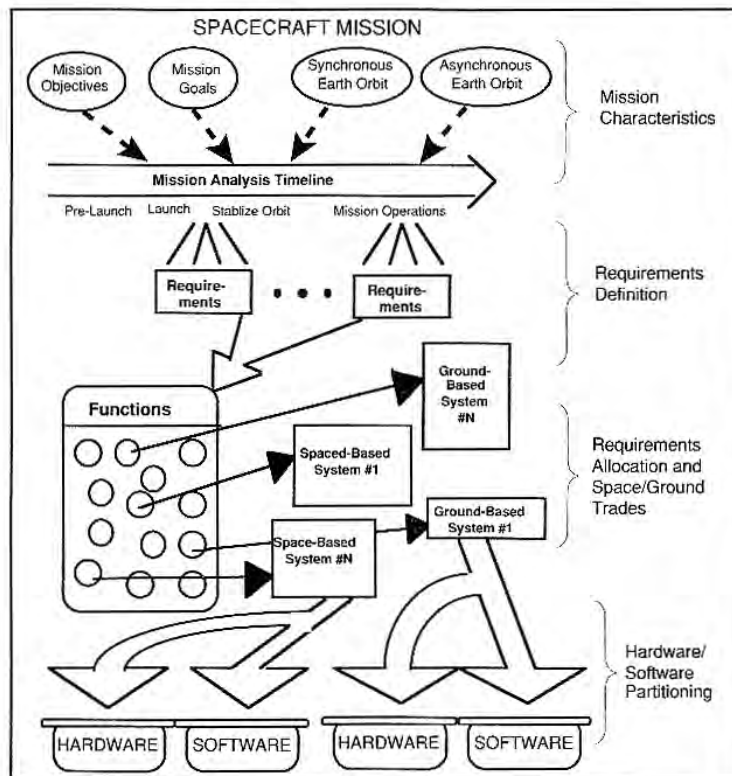 SPACECRAFT MISSION
Mission
Objectives
Mission
Goals
Synchronous
Earth Orbit
Asynchronous
Earth Orbit
Mission
Characteristics
Mission Analysis Timeline
Pre-Launch
Launch
Stablize Orbit
Mission Operations
Require-
ments
Require-
ments
Requirements
Definition
Functions
Ground-
Based
System
#N
Spaced-Based
System #1
Requirements
Allocation and
Space/Ground
Trades
Ground-Based
System #1
Space-Based
System #N
Hardware/
Software
Partitioning
HARDWARE
SOFTWARE
HARDWARE
SOFTWARE